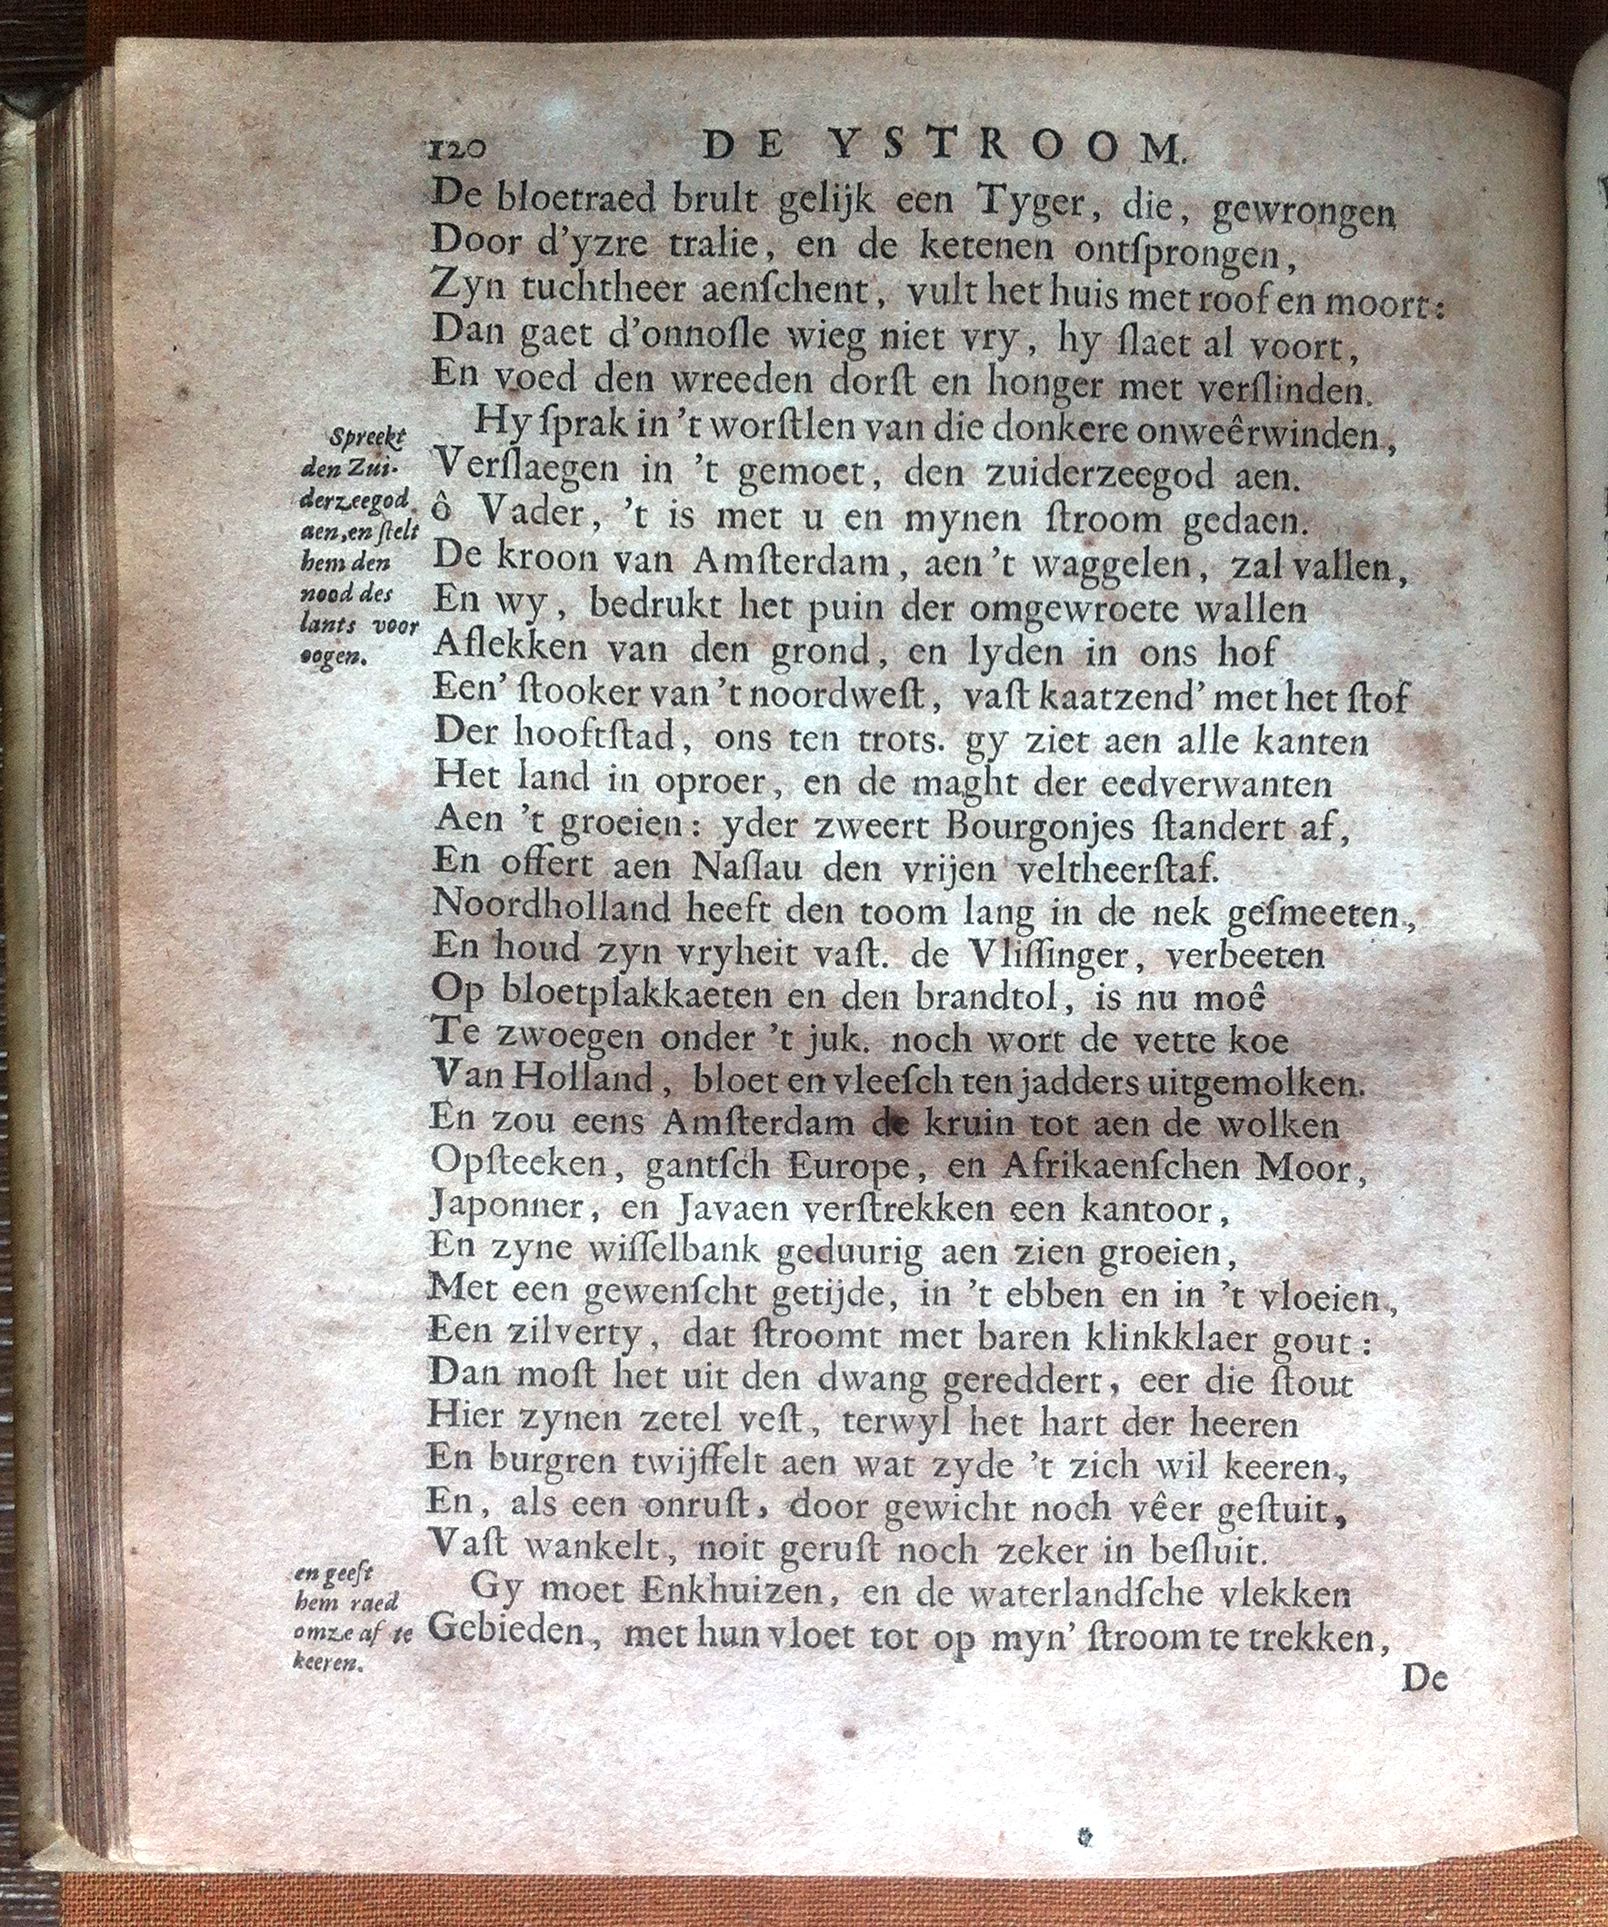 120 DE YSTROOM.
De bloetraed brult gelijk een Tyger, die, gewrongen
Door d'yzre tralie, en de ketenen ontſprongen,
Zyn tuchtheer aenſchent, vult het huis met roof en moort:
Dan gaet d'onnoſle wieg niet vry, hy ſlaet al voort,
En voed den wreeden dorſt en honger met verſlinden.
Hy ſprak in 't worſtlen van die donkere onweêrwinden,
Verſlaegen in 't gemoet, den zuiderzeegod aen.
ô Vader, 't is met u en mynen ſtroom gedaen.
De kroon van Amſterdam, aen 't waggelen, zal vallen,
En wy, bedrukt het puin der omgewroete wallen
Aflekken van den grond, en lyden in ons hof
Een' ſtooker van 't noordweſt, vaſt kaatzend' met het ſtof
Der hooftſtad, ons ten trots. gy ziet aen alle kanten
Het land in oproer, en de maght der eedverwanten
Aen 't groeien: yder zweert Bourgonjes ſtandert af,
En offert aen Naſſau den vrijen veltheerſtaf.
Noordholland heeft den toom lang in de nek geſmeeten,
En houd zyn vryheit vaſt. de Vliſſinger, verbeeten
Op bloetplakkaeten en den brandtol, is nu moê
Te zwoegen onder 't juk. noch wort de vette koe
Van Holland, bloet en vleeſch ten jadders uitgemolken.
En zou eens Amſterdam de kruin tot aen de wolken
Opſteeken, gantſch Europe, en Afrikaenſchen Moor,
Japonner, en Javaen verſtrekken een kantoor,
En zyne wiſſelbank geduurig aen zien groeien,
Met een gewenſcht getijde, in 't ebben en in 't vloeien,
Een zilverty, dat ſtroomt met baren klinkklaer gout:
Dan moſt het uit den dwang gereddert, eer die ſtout
Hier zynen zetel veſt, terwyl het hart der heeren
En burgren twijffelt aen wat zyde 't zich wil keeren,
En, als een onruſt, door gewicht noch vêer geſtuit,
Vaſt wankelt, noit geruſt noch zeker in beſluit.
Gy moet Enkhuizen, en de waterlandſche vlekken
Gebieden, met hun vloet tot op myn' ſtroom te trekken,
De
Spreekt
den Zui-
derzeegod
aen, en ſtelt
hem den
nood des
lants voor
oogen.
en geeft
hem raed
omze af te
keeren.